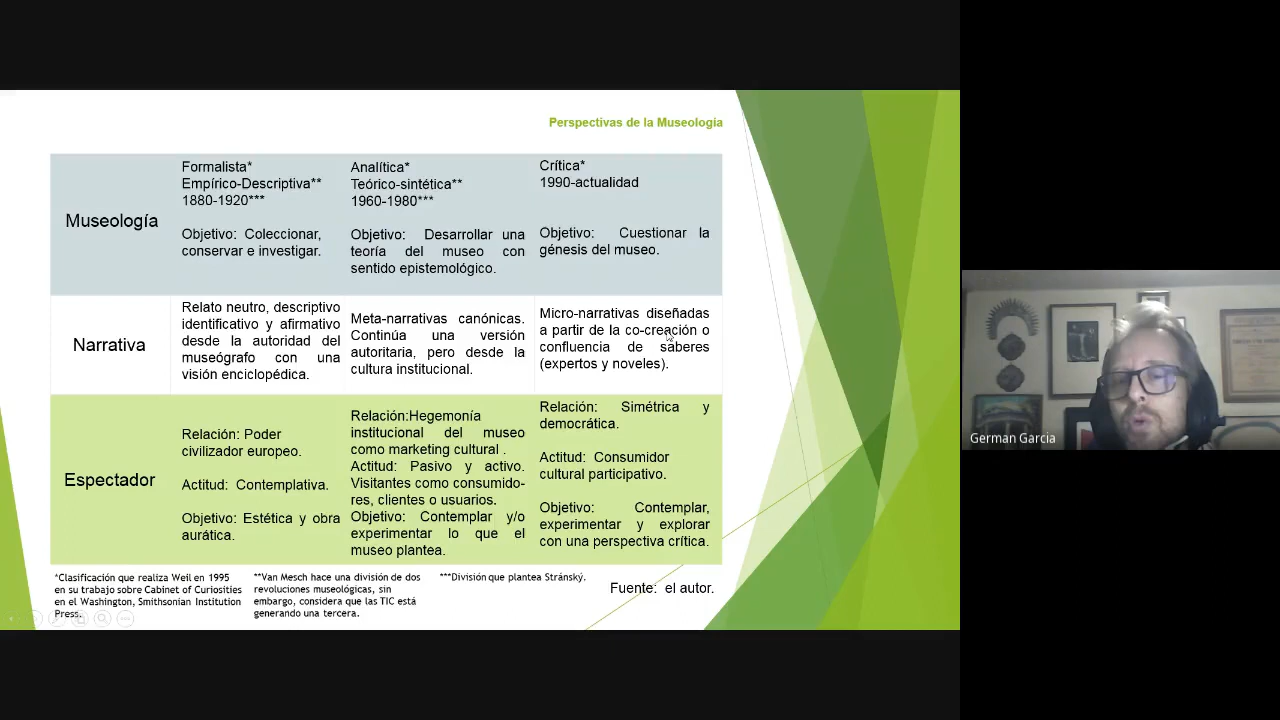 Perspectivas de la Museología
Museología
Formalista*
Empírico-Descriptiva**
1880-1920***
Objetivo: Coleccionar,
conservar e investigar.
Analítica*
Teórico-sintética**
1960-1980***
Objetivo: Desarrollar una
teoría del museo con
sentido epistemológico.
Crítica*
1990-actualidad
Objetivo: Cuestionar la
génesis del museo.
Narrativa
Relato neutro, descriptivo
identificativo y afirmativo
desde la autoridad del
museógrafo con una
visión enciclopédica.
Meta-narrativas canónicas.
Continúa una versión
autoritaria, pero desde la
cultura institucional.
Micro-narrativas diseñadas
a partir de la co-creación o
confluencia de saberes
(expertos y noveles).
Espectador
Relación: Poder
civilizador europeo.
Actitud: Contemplativa.
Objetivo: Estética y obra
aurática.
Relación:Hegemonía
institucional del museo
como marketing cultural .
Actitud: Pasivo y activo.
Visitantes como consumido-
res, clientes o usuarios.
Objetivo: Contemplar y/o
experimentar lo que el
museo plantea.
Relación: Simétrica y
democrática.
Actitud: Consumidor
cultural participativo.
Objetivo: Contemplar,
experimentar y explorar
con una perspectiva crítica.
*Clasificación que realiza Weil en 1995
en su trabajo sobre Cabinet of Curiosities
en el Washington, Smithsonian Institution
Press.
**Van Mesch hace una división de dos
revoluciones museológicas, sin
embargo, considera que las TIC está
generando una tercera.
***División que plantea Stránský.
Fuente: el autor.
German Garcia